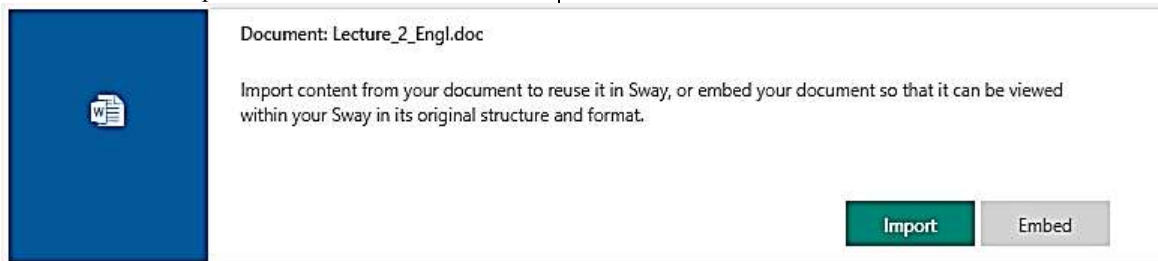 Document: Lecture_2_Engl.doc
Import content from your document to reuse it in Sway, or embed your document so that it can be viewed
within your Sway in its original structure and format.
W
Import Embed